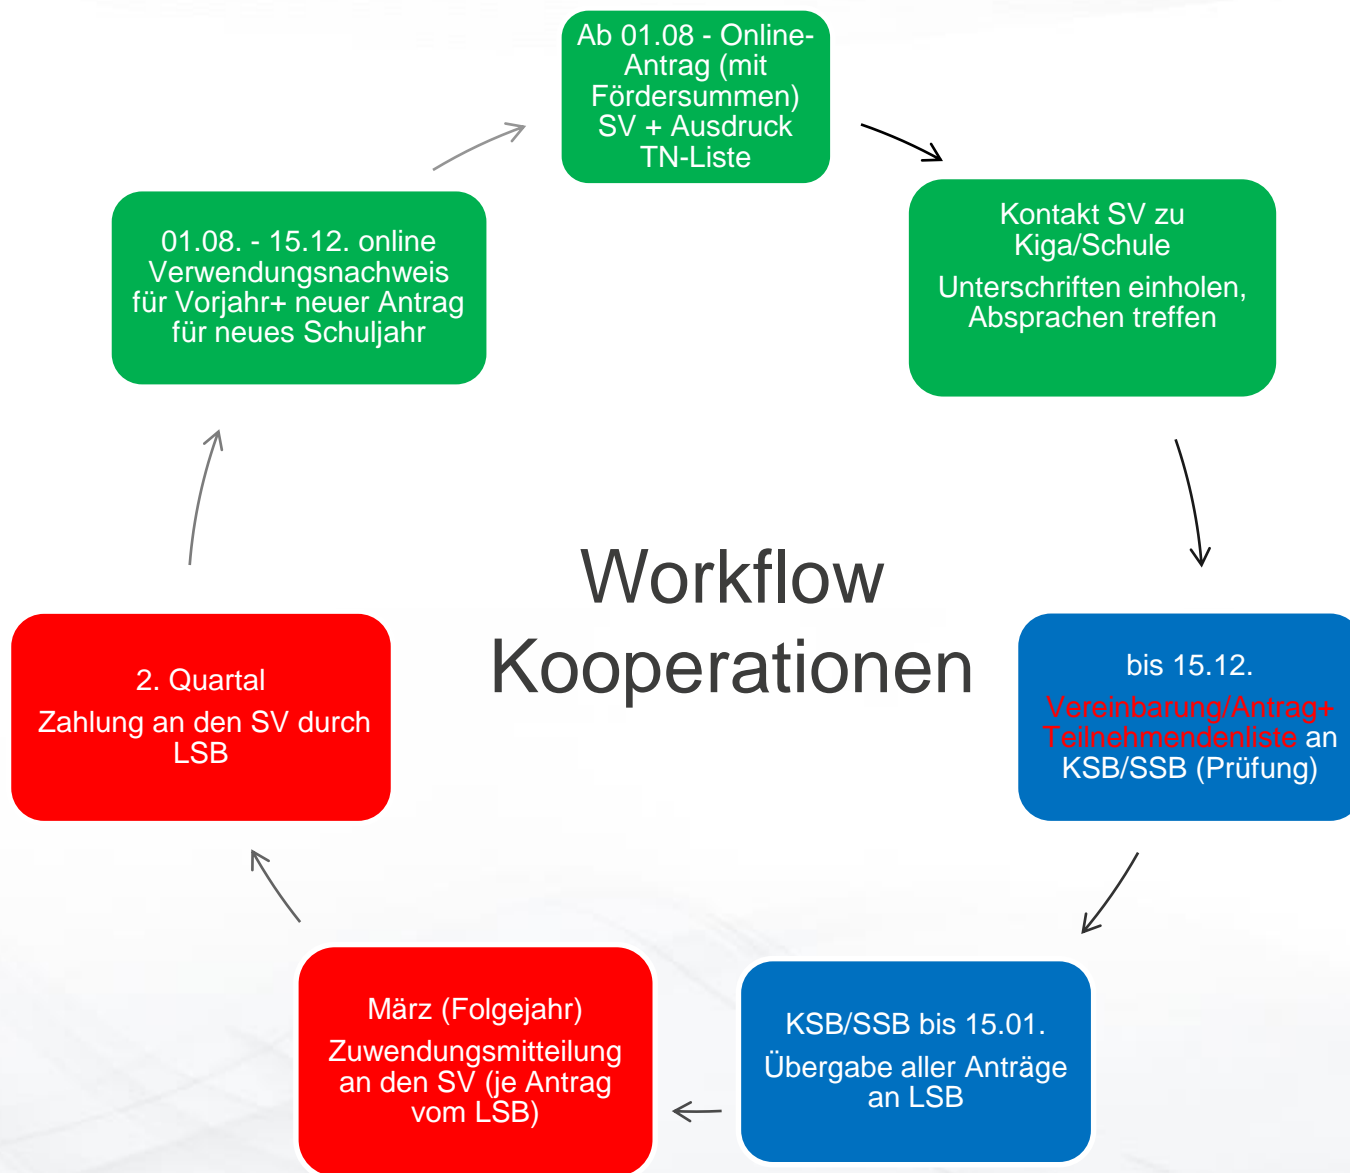 Ab 01.08 - Online-
Antrag (mit
Fördersummen)
SV + Ausdruck
TN-Liste
Kontakt SV zu
Kiga/Schule
Unterschriften einholen,
Absprachen treffen
bis 15.12.
Vereinbarung/Antrag+
Teilnehmendenliste an
KSB/SSB (Prüfung)
KSB/SSB bis 15.01.
Übergabe aller Anträge
an LSB
März (Folgejahr)
Zuwendungsmitteilung
an den SV (je Antrag
vom LSB)
2. Quartal
Zahlung an den SV durch
LSB
01.08. - 15.12. online
Verwendungsnachweis
für Vorjahr+ neuer Antrag
für neues Schuljahr
Workflow
Kooperationen